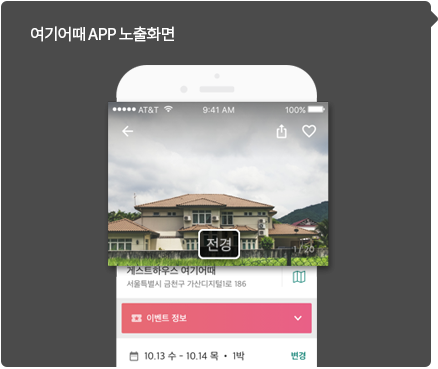 여기어때 APP 노출화면
AT&T 9:41 AM 100%
전경
1 / 20
게스트하우스 여기어때
서울특별시 금천구 가산디지털1로 186
이벤트 정보
10.13 수 - 10.14 목 • 1박 변경